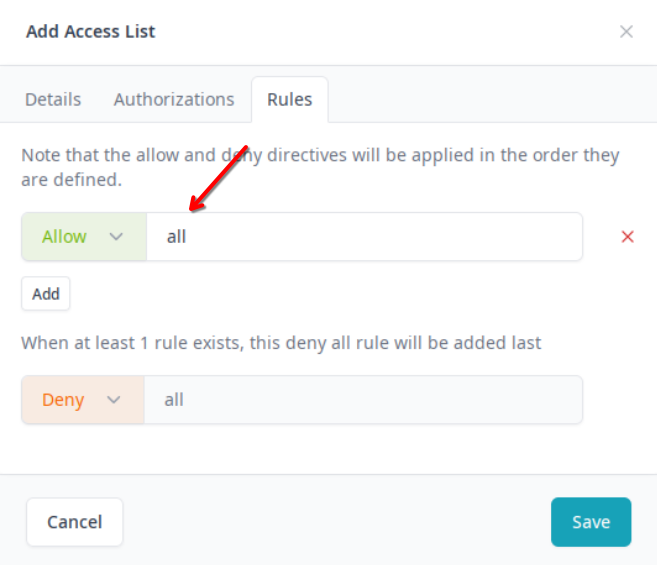 Add Access List
Details Authorizations Rules
Note that the allow and deny directives will be applied in the order they
are defined.
Allow all
Add
When at least 1 rule exists, this deny all rule will be added last
Deny all
Cancel Save